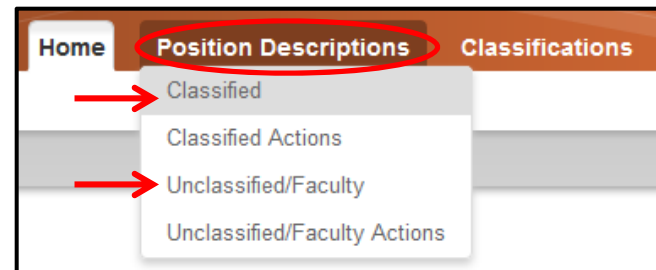 Home Position Descriptions Classifications
Classified
Classified Actions
Unclassified/Faculty
Unclassified/Faculty Actions